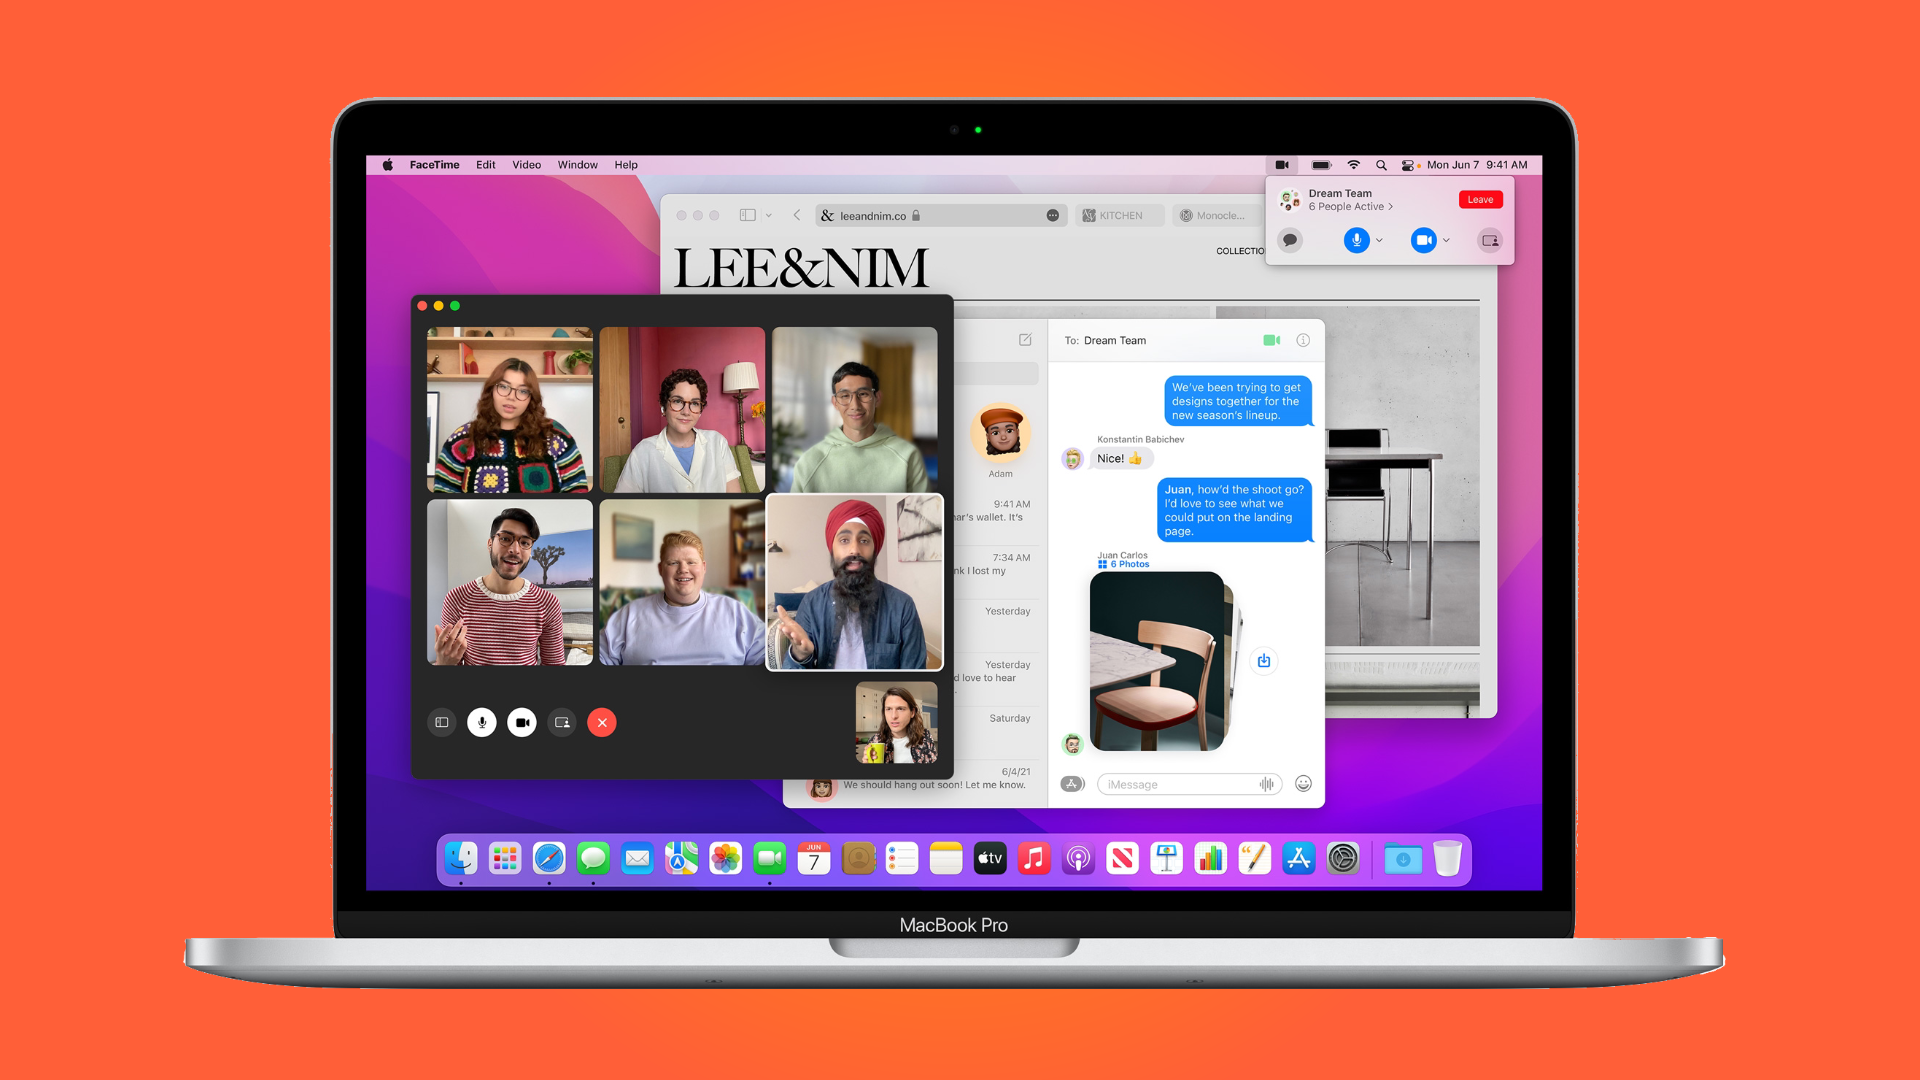 FaceTime Edit Video Window Help
Mon Jun 7 9:41 AM
Dream Team
6 People Active >
Leave
leeandnim.co
KITCHEN
Monocle...
LEE&NIM
COLLECTIO
To: Dream Team
We've been trying to get
designs together for the
new season's lineup.
Konstantin Babichev
Nice! 👍
Juan, how'd the shoot go?
I'd love to see what we
could put on the landing
page.
Juan Carlos
6 Photos
iMessage
Adam
9:41 AM
nar's wallet. It's
7:34 AM
nk I lost my
Yesterday
Yesterday
d love to hear
Saturday
6/4/21
We should hang out soon! Let me know.
JUN
7
tv
MacBook Pro